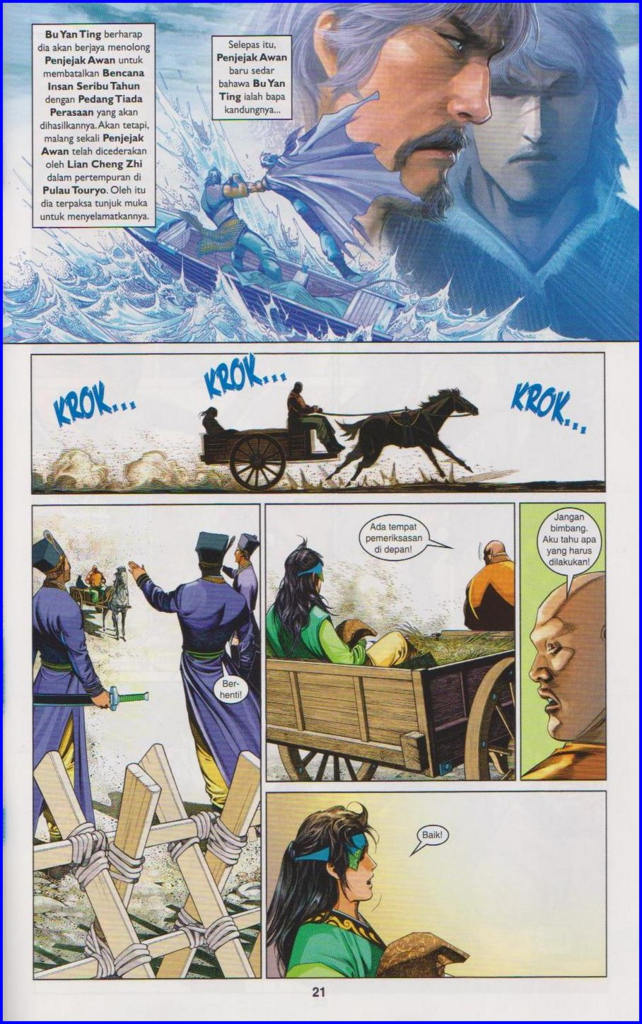 Bu Yan Ting berharap
dia akan berjaya menolong
Penjejak Awan untuk
membatalkan Bencana
Insan Seribu Tahun
dengan Pedang Tiada
Perasaan yang akan
dihasilkannya. Akan tetapi,
malang sekali Penjejak
Awan telah dicederakan
oleh Lian Cheng Zhi
dalam pertempuran di
Pulau Touryo. Oleh itu
dia terpaksa tunjuk muka
untuk menyelamatkannya.
Selepas itu,
Penjejak Awan
baru sedar
bahawa Bu Yan
Ting ialah bapa
kandungnya...
KROK...
KROK...
KROK...
Ber-
henti!
Ada tempat
pemeriksasan
di depan!
Jangan
bimbang.
Aku tahu apa
yang harus
dilakukan!
Baik!
21